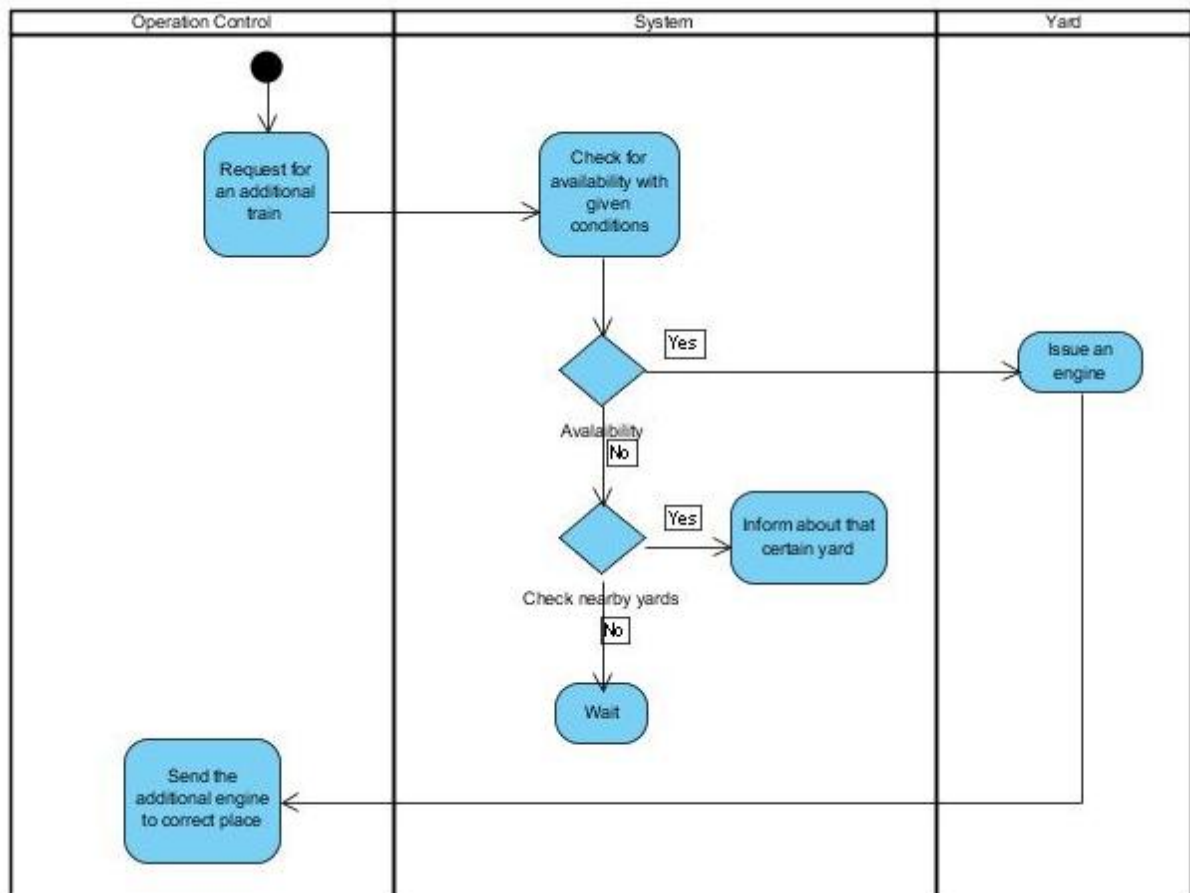 Operation Control
System
Yard
Request for
an additional
train
Check for
availability with
given
conditions
Yes
Issue an
engine
Avalaibility
No
Yes
Inform about that
certain yard
Check nearby yards
No
Wait
Send the
additional engine
to correct place